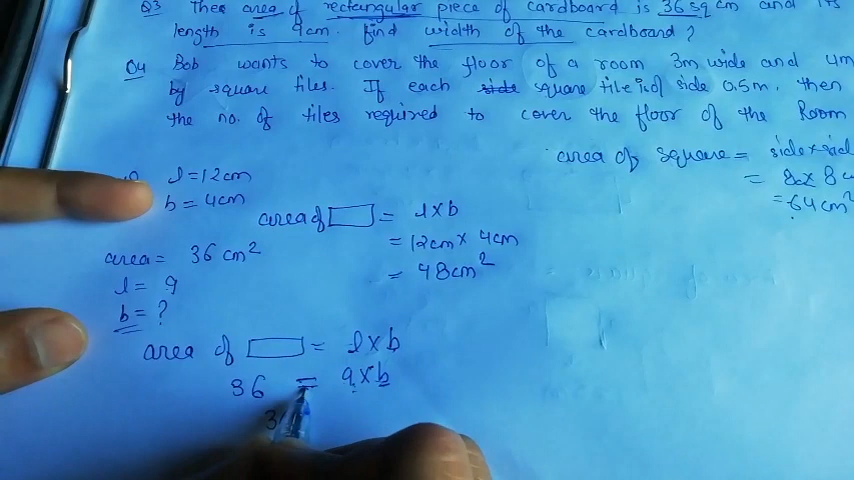 Q3 The area of rectangular piece of cardboard is 36 sq cm and its
length is 9cm. Find width of the cardboard?
Q4 Bob wants to cover the floor of a room 3m wide and 4m
by square tiles. If each square tile is of side 0.5m, then
the no. of tiles required to cover the floor of the Room
area of square = side x sid
= 8 x 8 c
= 64 cm²
l = 12cm
b = 4cm
area of = l x b
= 12cm x 4cm
= 48cm²
area = 36 cm²
l = 9
b = ?
area of = l x b
36 = 9 x b
3